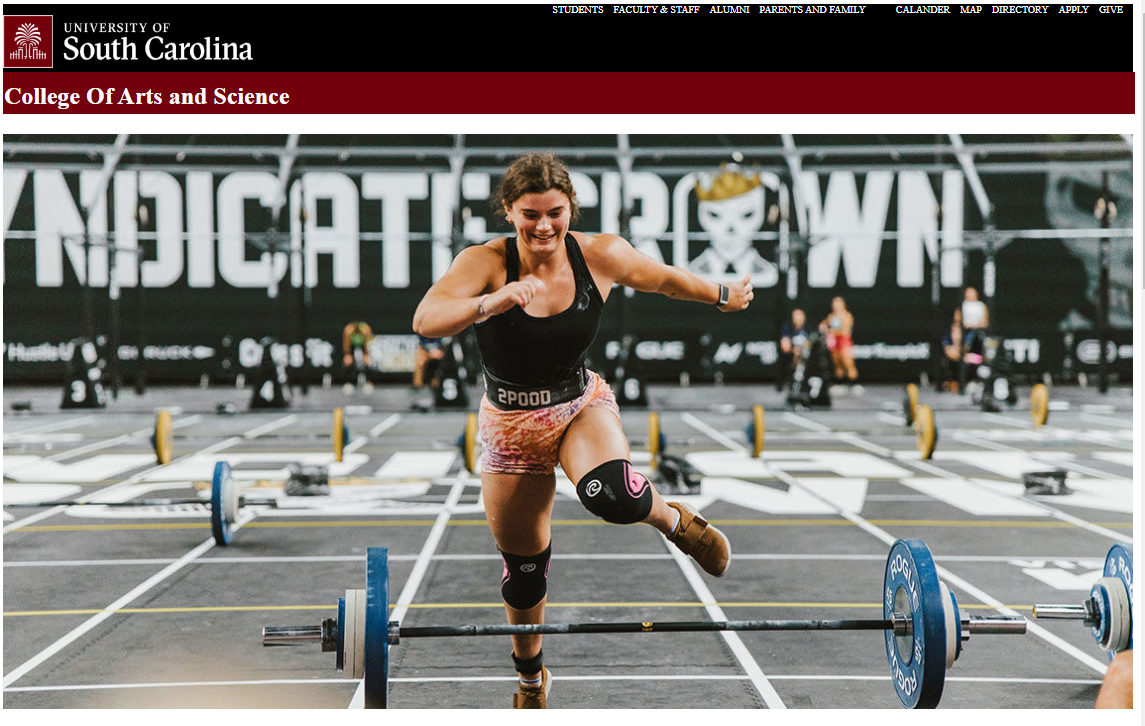 STUDENTS FACULTY & STAFF ALUMNI PARENTS AND FAMILY CALANDER MAP DIRECTORY APPLY GIVE
UNIVERSITY OF
South Carolina
College Of Arts and Science
YNDICATE CROWN
ROGUE
3
4
5
6
7
2POOD
ROGUE
ROGUE